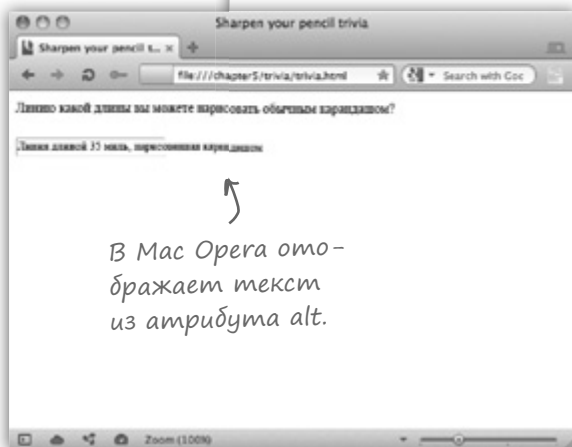 Sharpen your pencil trivia
Sharpen your pencil t... × +
file:///chapter5/trivia/trivia.html
Search with Goc
Линию какой длины вы можете нарисовать обычным карандашом?
Линия длиной 35 миль, нарисованная карандашом
В Mac Opera ото-
бражает текст
из атрибута alt.
Zoom (100%)